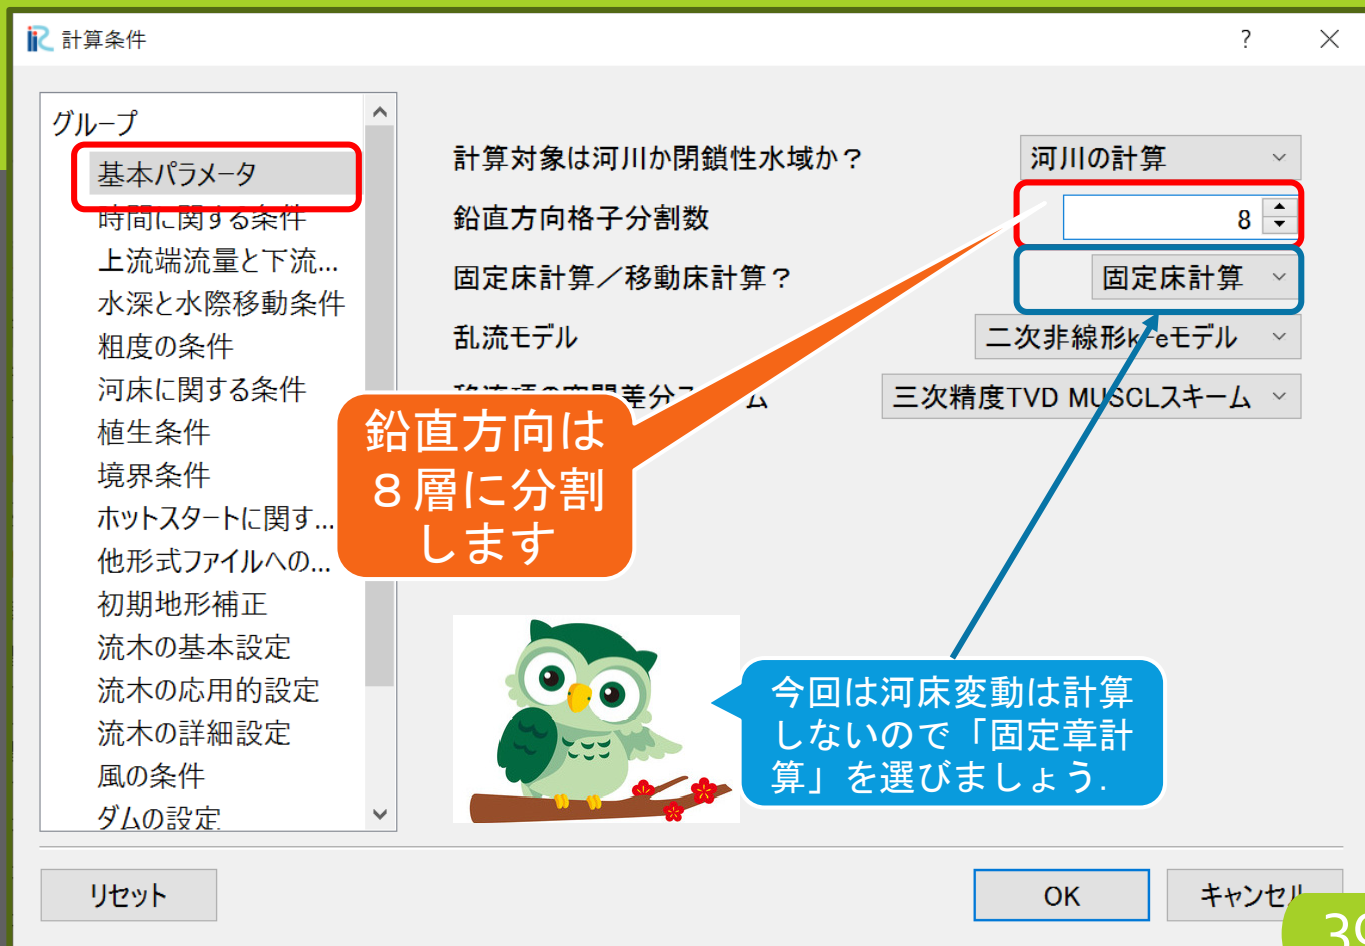 計算条件
グループ
基本パラメータ
時間に関する条件
上流端流量と下流...
水深と水際移動条件
粗度の条件
河床に関する条件
植生条件
境界条件
ホットスタートに関す...
他形式ファイルへの...
初期地形補正
流木の基本設定
流木の応用的設定
流木の詳細設定
風の条件
ダムの設定
計算対象は河川か閉鎖性水域か？ 河川の計算
鉛直方向格子分割数 8
固定床計算／移動床計算？ 固定床計算
乱流モデル 二次非線形k-eモデル
三次精度TVD MUSCLスキーム
鉛直方向は
８層に分割
します
今回は河床変動は計算
しないので「固定章計
算」を選びましょう.
リセット
OK
キャンセル
39